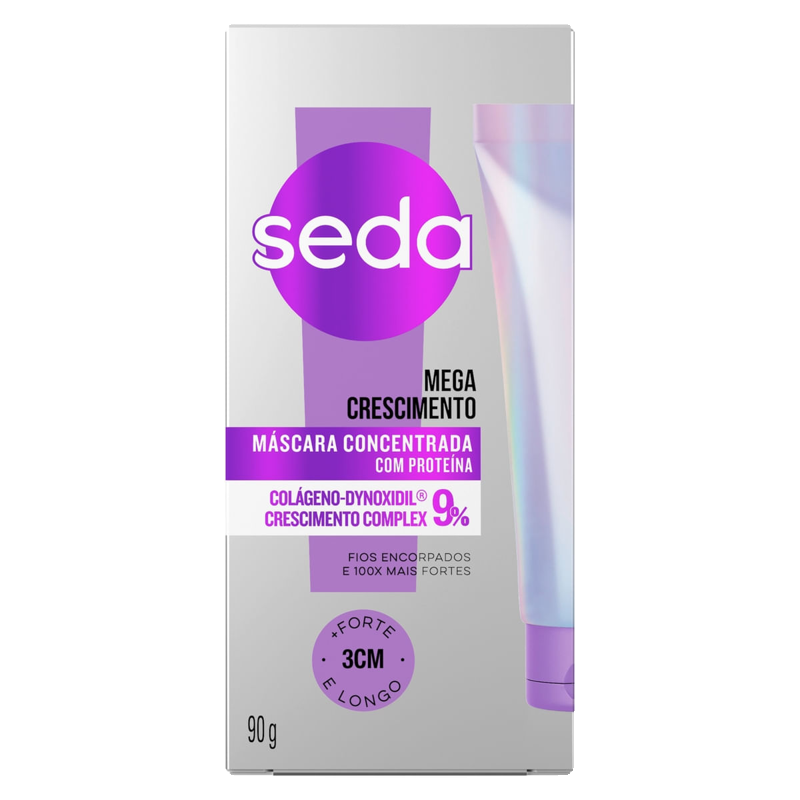 seda
MEGA
CRESCIMENTO
MÁSCARA CONCENTRADA
COM PROTEÍNA
COLÁGENO-DYNOXIDIL®
CRESCIMENTO COMPLEX 9%
FIOS ENCORPADOS
E 100X MAIS FORTES
+FORTE
3CM
E LONGO
90g